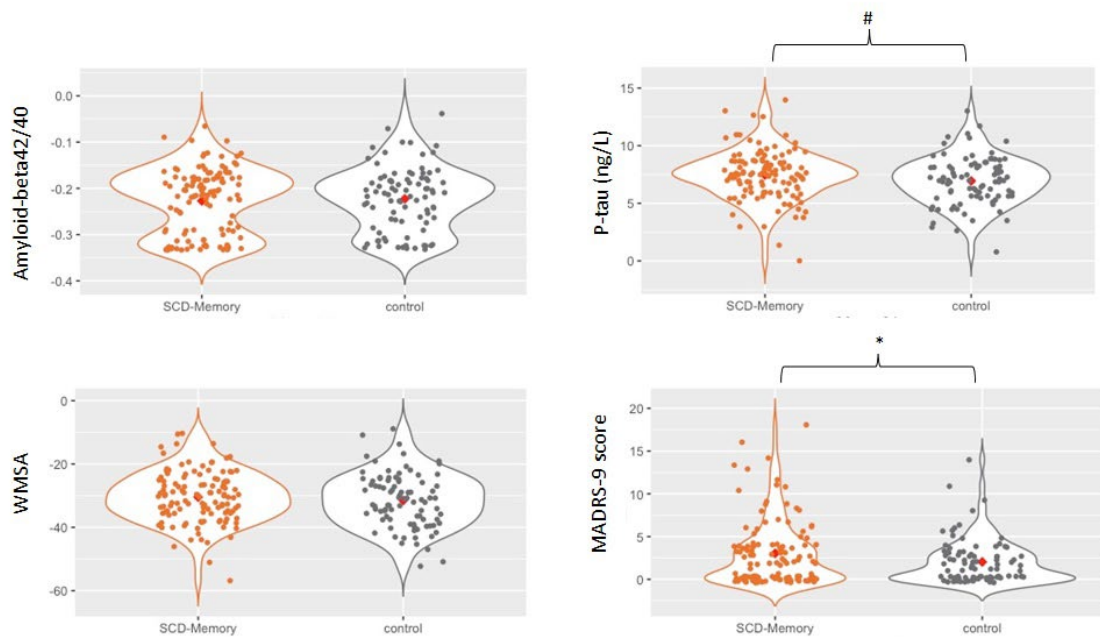 #
Amyloid-beta42/40
0.0
-0.1
-0.2
-0.3
-0.4
SCD-Memory control
P-tau (ng/L)
15
10
5
0
SCD-Memory control
*
WMSA
0
-20
-40
-60
SCD-Memory control
MADRS-9 score
20
15
10
5
0
SCD-Memory control